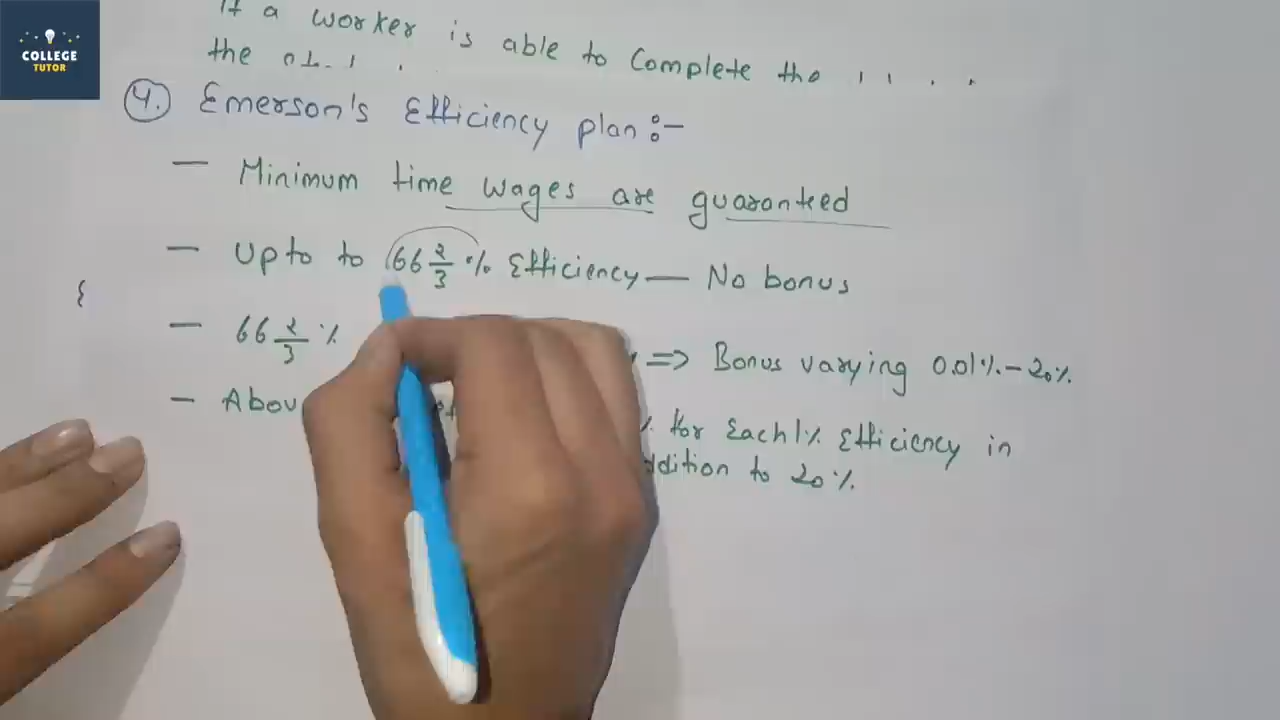 COLLEGE
TUTOR
If a worker is able to Complete the
the
4. Emerson's Efficiency plan :-
— Minimum time wages are guaranteed
— Upto to 66 2/3 % Efficiency — No bonus
— 66 2/3 % => Bonus varying 0.01% - 20%
— Abov % for Each 1% Efficiency in
ddition to 20%